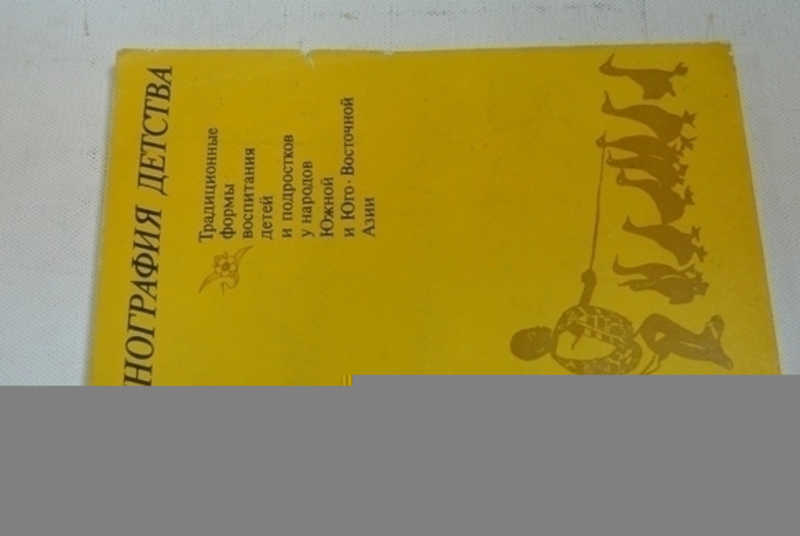 НОГРАФИЯ ДЕТСТВА
Традиционные
формы
воспитания
детей
и подростков
у народов
Южной
и Юго-Восточной
Азии